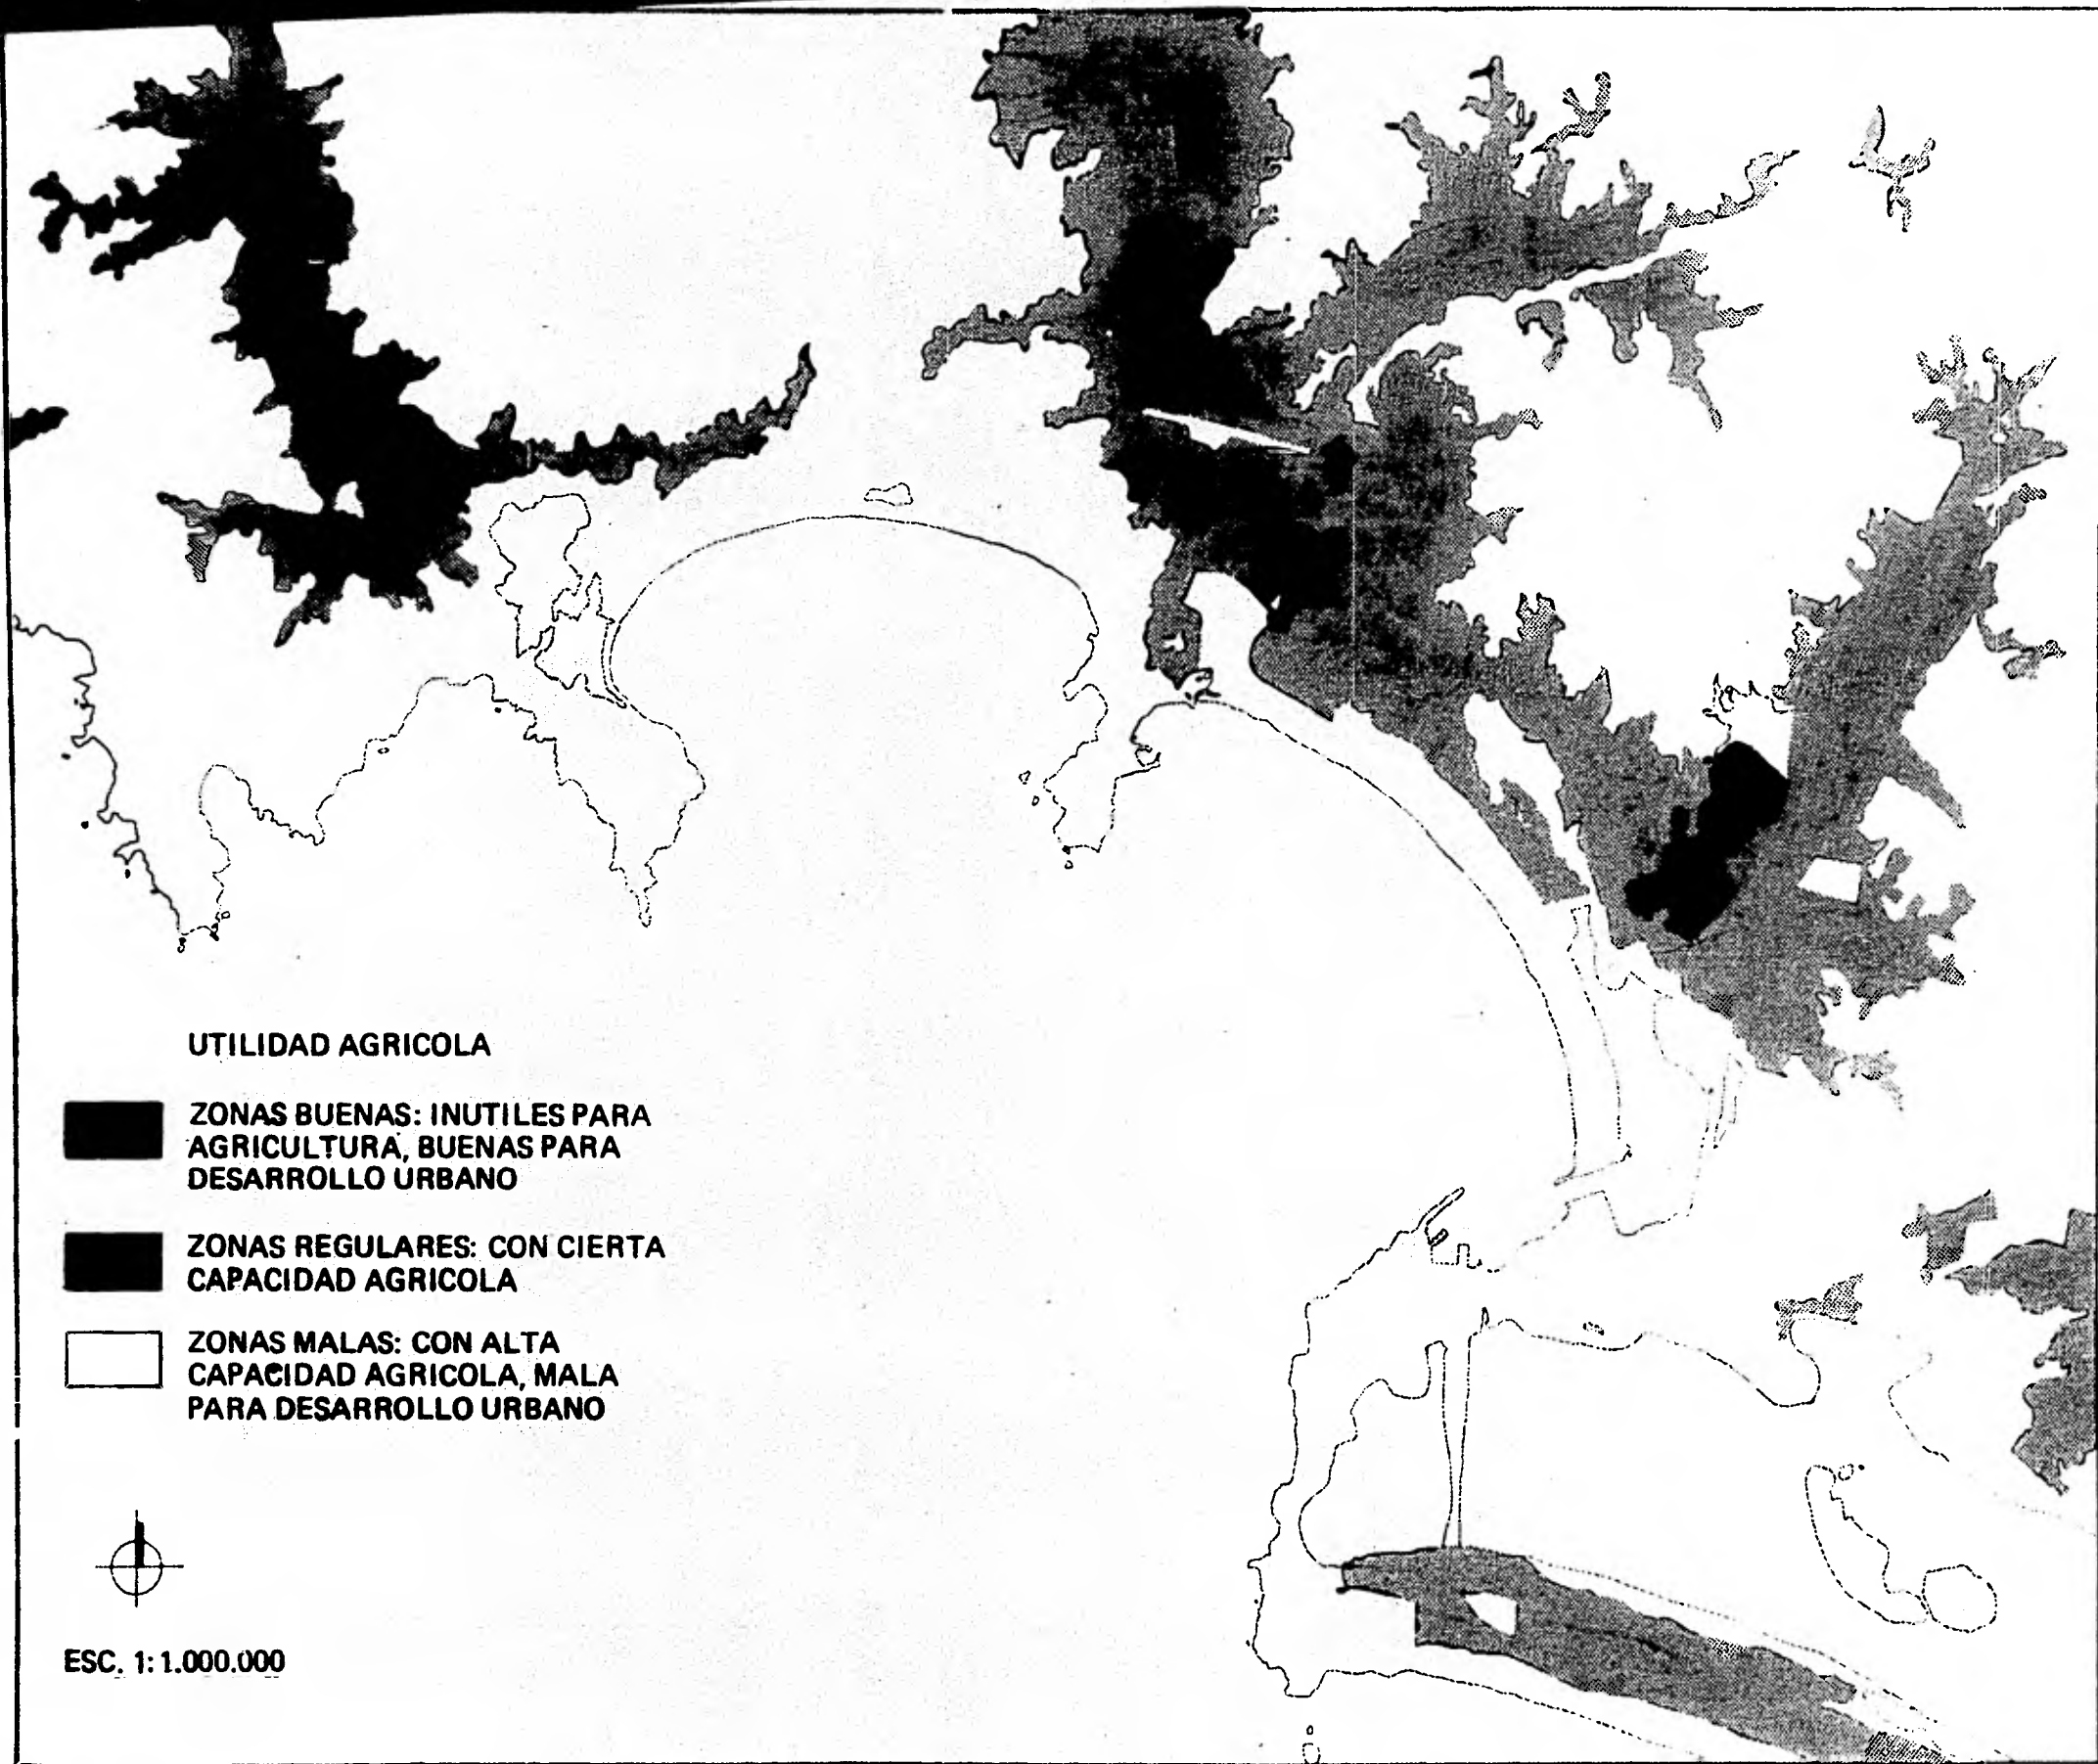 UTILIDAD AGRICOLA
ZONAS BUENAS: INUTILES PARA
AGRICULTURA, BUENAS PARA
DESARROLLO URBANO
ZONAS REGULARES: CON CIERTA
CAPACIDAD AGRICOLA
ZONAS MALAS: CON ALTA
CAPACIDAD AGRICOLA, MALA
PARA DESARROLLO URBANO
ESC. 1:1.000.000